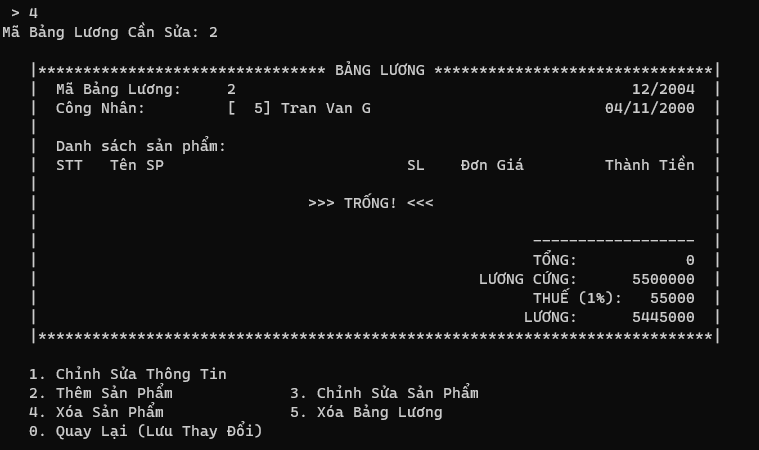 > 4
Mã Bảng Lương Cần Sửa: 2
|******************************** BẢNG LƯƠNG *******************************|
| Mã Bảng Lương: 2 12/2004 |
| Công Nhân: [ 5] Tran Van G 04/11/2000 |
| |
| Danh sách sản phẩm: |
| STT Tên SP SL Đơn Giá Thành Tiền |
| |
| >>> TRỐNG! <<< |
| |
| ------------------ |
| TỔNG: 0 |
| LƯƠNG CỨNG: 5500000 |
| THUẾ (1%): 55000 |
| LƯƠNG: 5445000 |
|***************************************************************************|
1. Chỉnh Sửa Thông Tin
2. Thêm Sản Phẩm 3. Chỉnh Sửa Sản Phẩm
4. Xóa Sản Phẩm 5. Xóa Bảng Lương
0. Quay Lại (Lưu Thay Đổi)